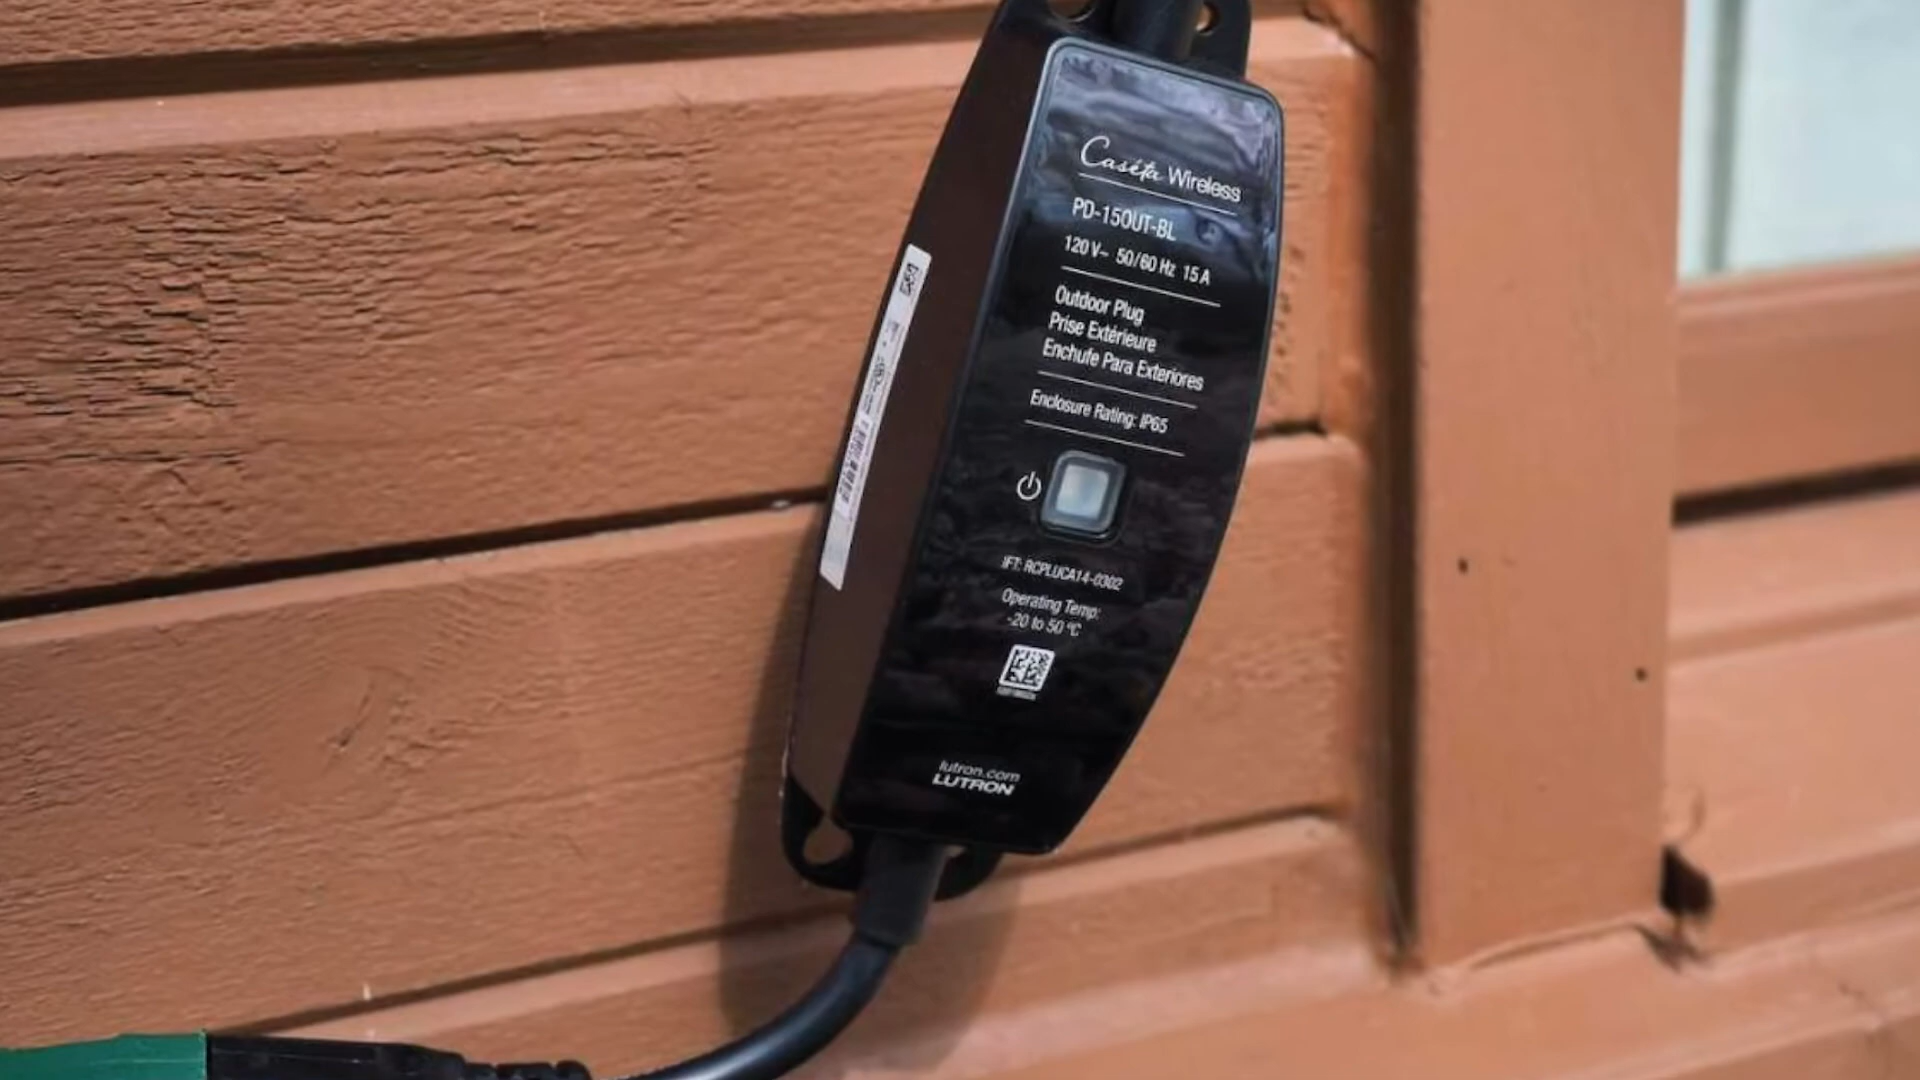 Caséta Wireless
PD-15OUT-BL
120 V~ 50/60 Hz 15 A
Outdoor Plug
Prise Extérieure
Enchufe Para Exteriores
Enclosure Rating: IP65
IFT: RCPLUCA14-0302
Operating Temp:
-20 to 50 °C
lutron.com
LUTRON